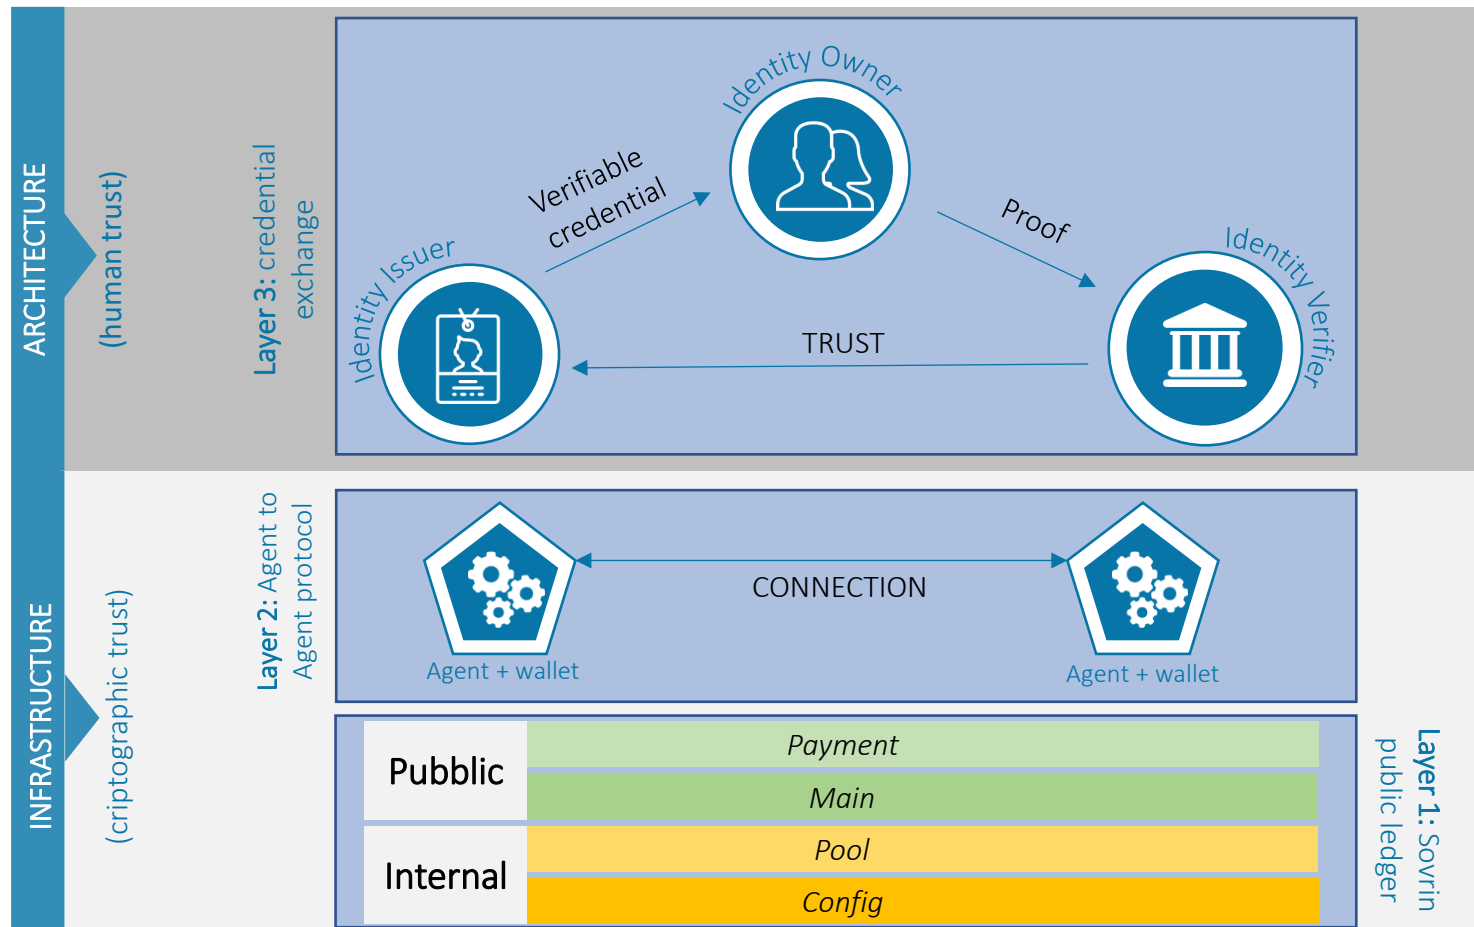 ARCHITECTURE
(human trust)
Layer 3: credential
exchange
Identity Owner
Verifiable
credential
Proof
Identity Issuer
Identity Verifier
TRUST
INFRASTRUCTURE
(criptographic trust)
Layer 2: Agent to
Agent protocol
CONNECTION
Agent + wallet
Agent + wallet
Pubblic
Payment
Main
Internal
Pool
Config
Layer 1: Sovrin
public ledger